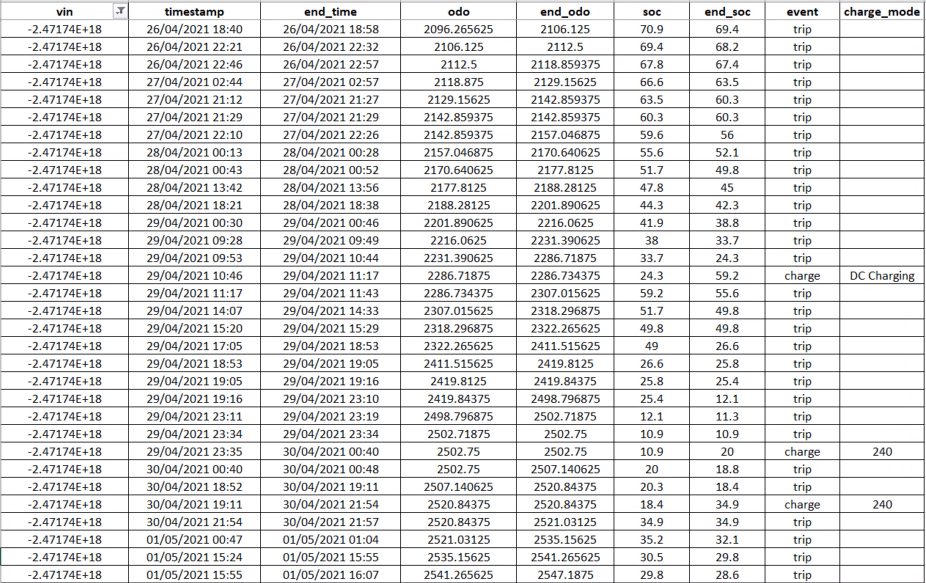 vin timestamp end_time odo end_odo soc end_soc event charge_mode
-2.47174E+18 26/04/2021 18:40 26/04/2021 18:58 2096.265625 2106.125 70.9 69.4 trip
-2.47174E+18 26/04/2021 22:21 26/04/2021 22:32 2106.125 2112.5 69.4 68.2 trip
-2.47174E+18 26/04/2021 22:46 26/04/2021 22:57 2112.5 2118.859375 67.8 67.4 trip
-2.47174E+18 27/04/2021 02:44 27/04/2021 02:57 2118.875 2129.15625 66.6 63.5 trip
-2.47174E+18 27/04/2021 21:12 27/04/2021 21:27 2129.15625 2142.859375 63.5 60.3 trip
-2.47174E+18 27/04/2021 21:29 27/04/2021 21:29 2142.859375 2142.859375 60.3 60.3 trip
-2.47174E+18 27/04/2021 22:10 27/04/2021 22:26 2142.859375 2157.046875 59.6 56 trip
-2.47174E+18 28/04/2021 00:13 28/04/2021 00:28 2157.046875 2170.640625 55.6 52.1 trip
-2.47174E+18 28/04/2021 00:43 28/04/2021 00:52 2170.640625 2177.8125 51.7 49.8 trip
-2.47174E+18 28/04/2021 13:42 28/04/2021 13:56 2177.8125 2188.28125 47.8 45 trip
-2.47174E+18 28/04/2021 18:21 28/04/2021 18:38 2188.28125 2201.890625 44.3 42.3 trip
-2.47174E+18 29/04/2021 00:30 29/04/2021 00:46 2201.890625 2216.0625 41.9 38.8 trip
-2.47174E+18 29/04/2021 09:28 29/04/2021 09:49 2216.0625 2231.390625 38 33.7 trip
-2.47174E+18 29/04/2021 09:53 29/04/2021 10:44 2231.390625 2286.71875 33.7 24.3 trip
-2.47174E+18 29/04/2021 10:46 29/04/2021 11:17 2286.71875 2286.734375 24.3 59.2 charge DC Charging
-2.47174E+18 29/04/2021 11:17 29/04/2021 11:43 2286.734375 2307.015625 59.2 55.6 trip
-2.47174E+18 29/04/2021 14:07 29/04/2021 14:33 2307.015625 2318.296875 51.7 49.8 trip
-2.47174E+18 29/04/2021 15:20 29/04/2021 15:29 2318.296875 2322.265625 49.8 49.8 trip
-2.47174E+18 29/04/2021 17:05 29/04/2021 18:53 2322.265625 2411.515625 49 26.6 trip
-2.47174E+18 29/04/2021 18:53 29/04/2021 19:05 2411.515625 2419.8125 26.6 25.8 trip
-2.47174E+18 29/04/2021 19:05 29/04/2021 19:16 2419.8125 2419.84375 25.8 25.4 trip
-2.47174E+18 29/04/2021 19:16 29/04/2021 23:10 2419.84375 2498.796875 25.4 12.1 trip
-2.47174E+18 29/04/2021 23:11 29/04/2021 23:19 2498.796875 2502.71875 12.1 11.3 trip
-2.47174E+18 29/04/2021 23:34 29/04/2021 23:34 2502.71875 2502.75 10.9 10.9 trip
-2.47174E+18 29/04/2021 23:35 30/04/2021 00:40 2502.75 2502.75 10.9 20 charge 240
-2.47174E+18 30/04/2021 00:40 30/04/2021 00:48 2502.75 2507.140625 20 18.8 trip
-2.47174E+18 30/04/2021 18:52 30/04/2021 19:11 2507.140625 2520.84375 20.3 18.4 trip
-2.47174E+18 30/04/2021 19:11 30/04/2021 21:54 2520.84375 2520.84375 18.4 34.9 charge 240
-2.47174E+18 30/04/2021 21:54 30/04/2021 21:57 2520.84375 2521.03125 34.9 34.9 trip
-2.47174E+18 01/05/2021 00:47 01/05/2021 01:04 2521.03125 2535.15625 35.2 32.1 trip
-2.47174E+18 01/05/2021 15:24 01/05/2021 15:55 2535.15625 2541.265625 30.5 29.8 trip
-2.47174E+18 01/05/2021 15:55 01/05/2021 16:07 2541.265625 2547.1875 29.8 28.6 trip